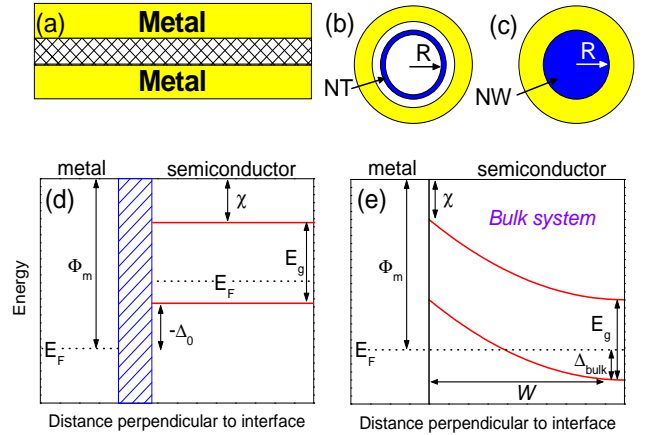 (a)
Metal
Metal
(b)
R
NT
(c)
R
NW
metal
semiconductor
(d)
χ
Φm
Eg
EF
-Δ0
EF
Energy
Distance perpendicular to interface
metal
semiconductor
(e)
χ
Bulk system
Φm
Eg
EF
Δbulk
W
Distance perpendicular to interface